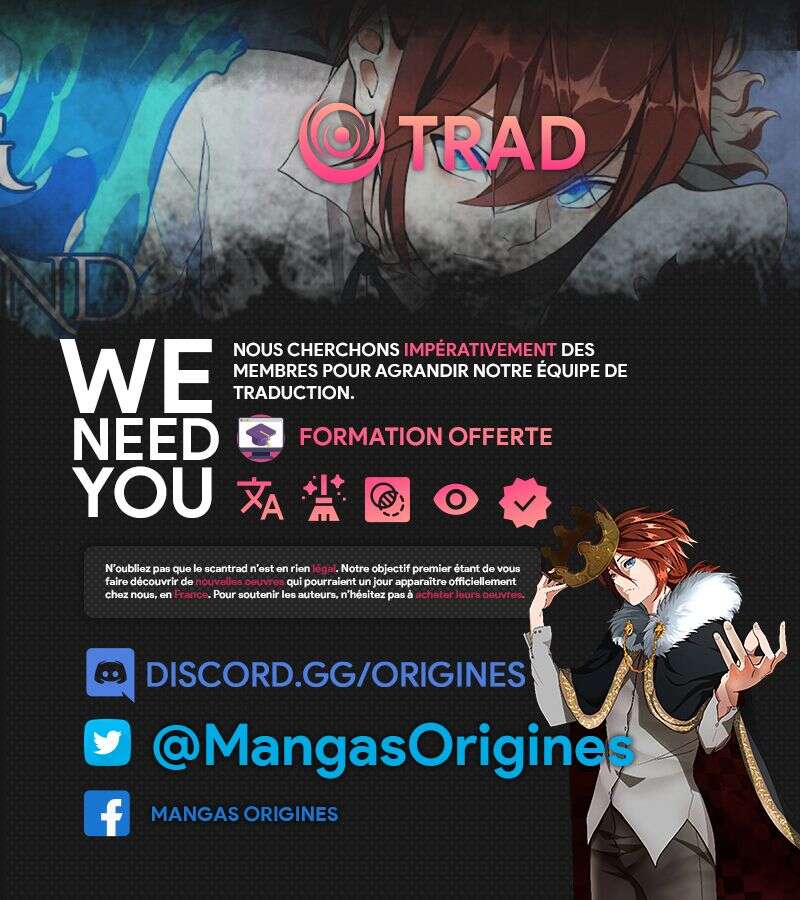 TRAD
ND
WE
NEED
YOU
NOUS CHERCHONS IMPÉRATIVEMENT DES
MEMBRES POUR AGRANDIR NOTRE ÉQUIPE DE
TRADUCTION.
FORMATION OFFERTE
文A
N'oubliez pas que le scantrad n'est en rien légal. Notre objectif premier étant de vous
faire découvrir de nouvelles oeuvres qui pourraient un jour apparaître officiellement
chez nous, en France. Pour soutenir les auteurs, n'hésitez pas à acheter leurs oeuvres.
DISCORD.GG/ORIGINES
@MangasOrigines
MANGAS ORIGINES